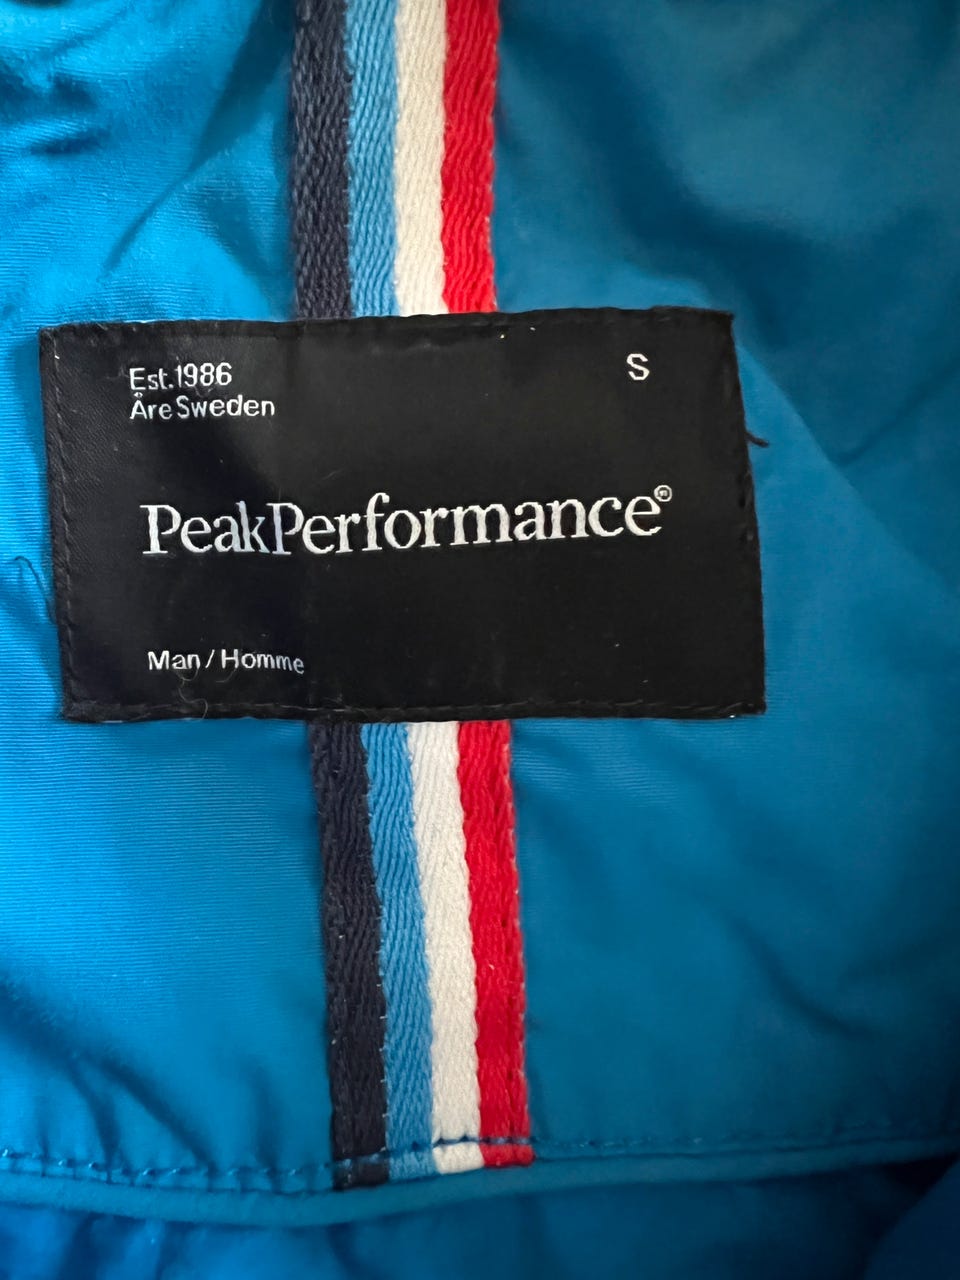 Est.1986
Åre Sweden
S
PeakPerformance®
Man / Homme